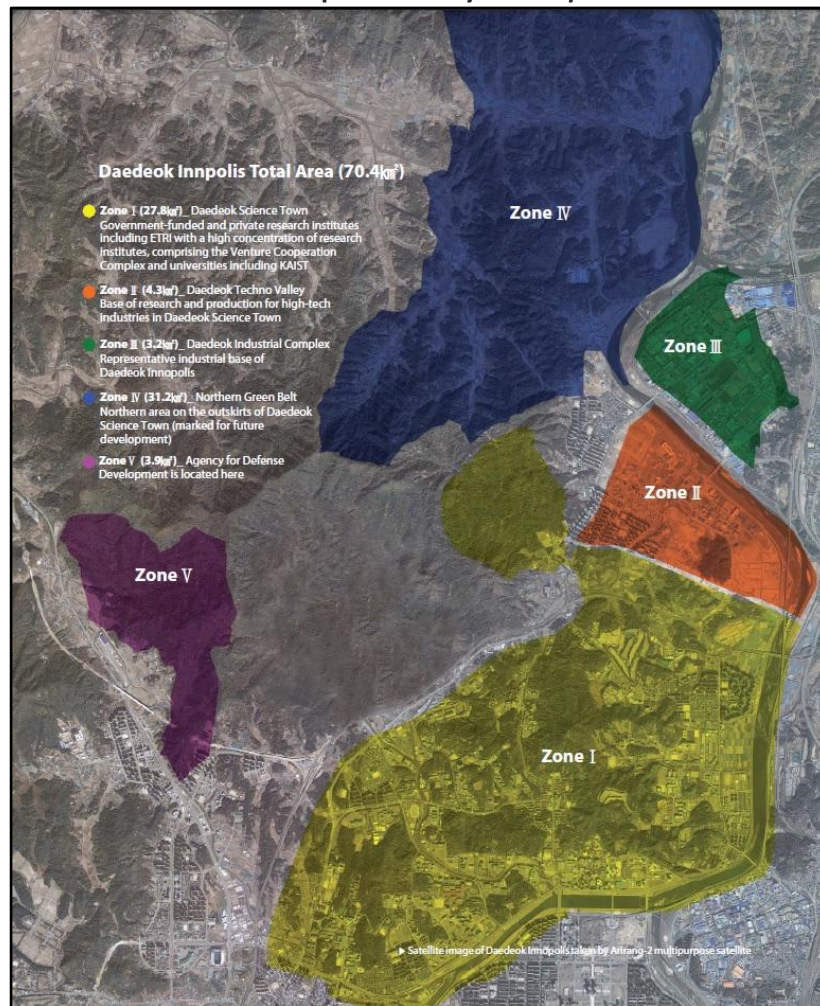 Daedeok Innpolis Total Area (70.4㎢)
Zone Ⅰ (27.8㎢)_ Daedeok Science Town
Government-funded and private research institutes
including ETRI with a high concentration of research
institutes, comprising the Venture Cooperation
Complex and universities including KAIST
Zone Ⅱ (4.3㎢)_ Daedeok Techno Valley
Base of research and production for high-tech
industries in Daedeok Science Town
Zone Ⅲ (3.2㎢)_ Daedeok Industrial Complex
Representative industrial base of
Daedeok Innopolis
Zone Ⅳ (31.2㎢)_ Northern Green Belt
Northern area on the outskirts of Daedeok
Science Town (marked for future
development)
Zone Ⅴ (3.9㎢)_ Agency for Defense
Development is located here
Zone Ⅳ
Zone Ⅲ
Zone Ⅱ
Zone Ⅴ
Zone Ⅰ
▶ Satellite image of Daedeok Innopolis taken by Arirang-2 multipurpose satellite